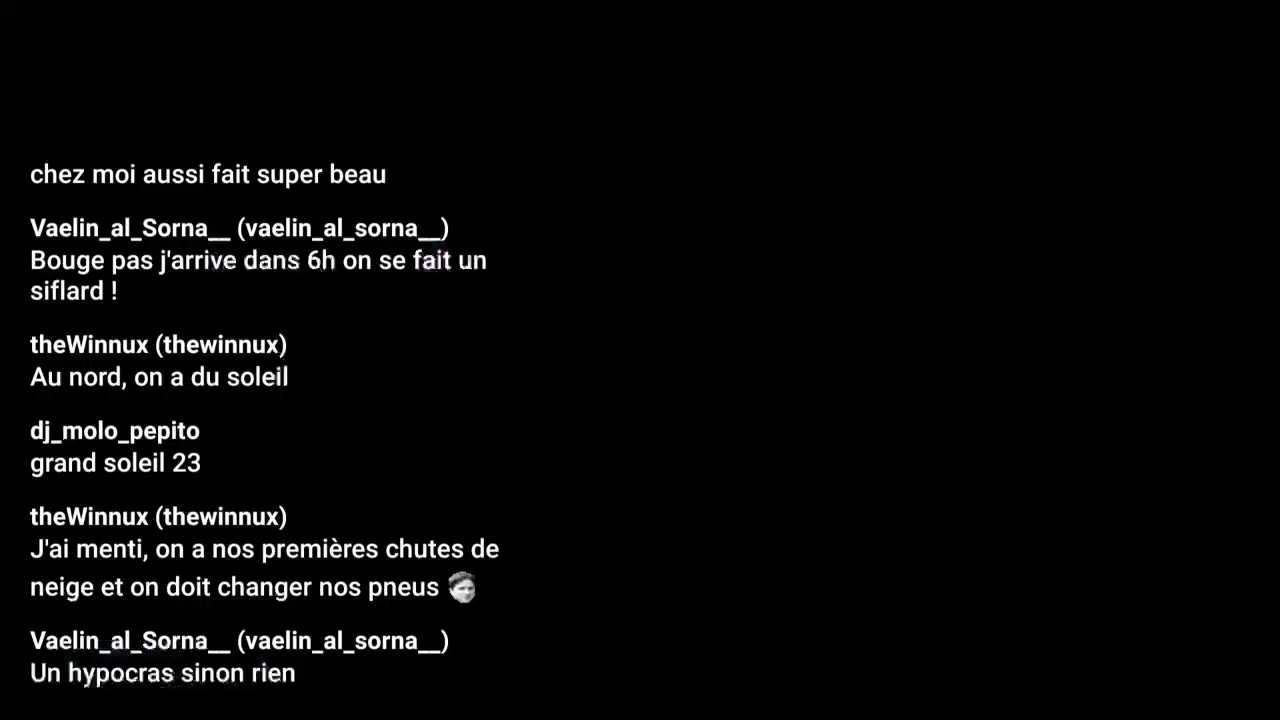 chez moi aussi fait super beau
Vaelin_al_Sorna__ (vaelin_al_sorna__)
Bouge pas j'arrive dans 6h on se fait un
siflard !
theWinnux (thewinnux)
Au nord, on a du soleil
dj_molo_pepito
grand soleil 23
theWinnux (thewinnux)
J'ai menti, on a nos premières chutes de
neige et on doit changer nos pneus
Vaelin_al_Sorna__ (vaelin_al_sorna__)
Un hypocras sinon rien